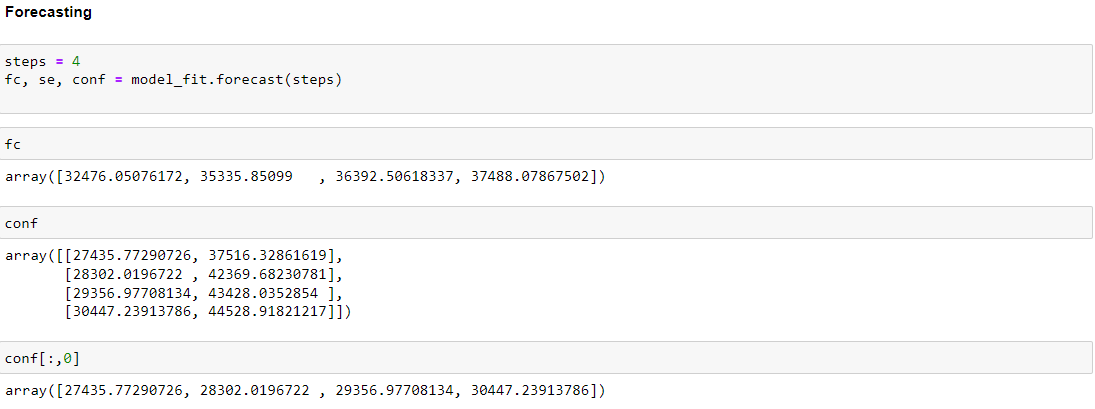 Forecasting
steps = 4
fc, se, conf = model_fit.forecast(steps)
fc
array([32476.05076172, 35335.85099   , 36392.50618337, 37488.07867502])
conf
array([[27435.77290726, 37516.32861619],
       [28302.0196722 , 42369.68230781],
       [29356.97708134, 43428.0352854 ],
       [30447.23913786, 44528.91821217]])
conf[:,0]
array([27435.77290726, 28302.0196722 , 29356.97708134, 30447.23913786])